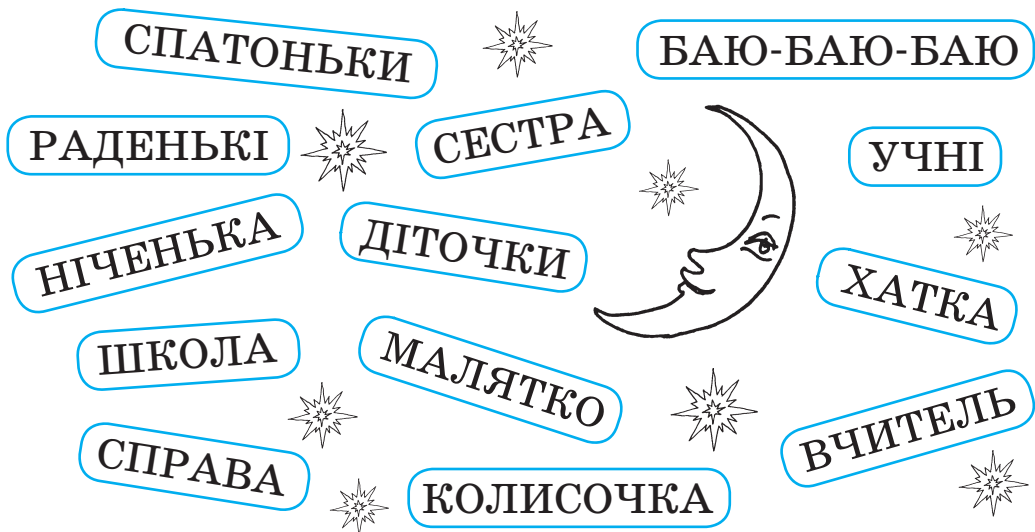 СПАТОНЬКИ
БАЮ-БАЮ-БАЮ
РАДЕНЬКІ
СЕСТРА
УЧНІ
НІЧЕНЬКА
ДІТОЧКИ
ХАТКА
ШКОЛА
МАЛЯТКО
ВЧИТЕЛЬ
СПРАВА
КОЛИСОЧКА